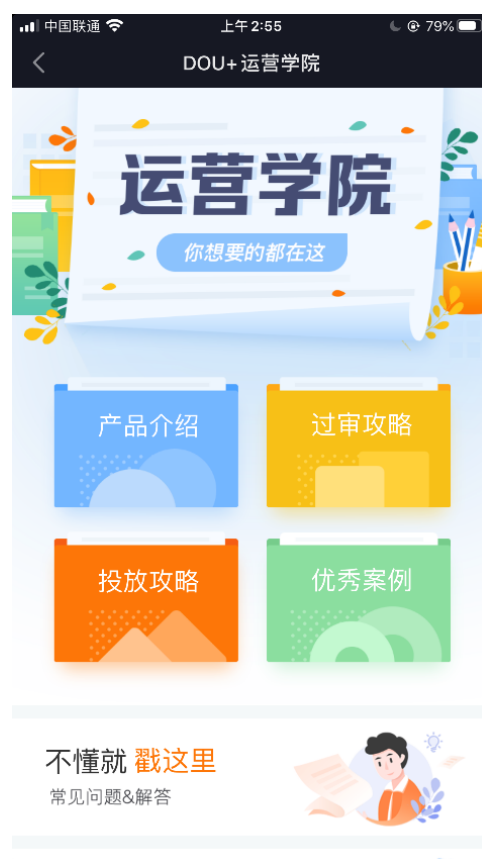 中国联通 上午2:55 79%
DOU+运营学院
运营学院
你想要的都在这
产品介绍 过审攻略
投放攻略 优秀案例
不懂就 戳这里
常见问题&解答